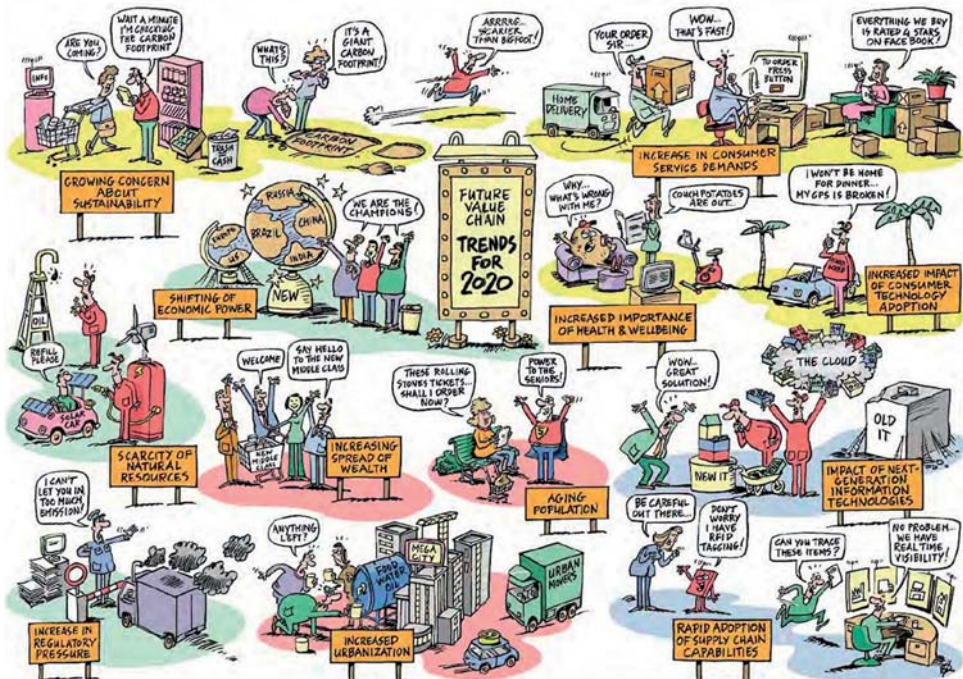 INFO
ARE YOU
COMING?
WAIT A MINUTE
I'M CHECKING
THE CARBON
FOOTPRINT
TRASH
CASH
GROWING CONCERN
ABOUT
SUSTAINABILITY
WHAT'S
THIS?
IT'S A
GIANT
CARBON
FOOTPRINT!
CARBON
FOOTPRINT
ARRRRG...
SCARIER
THAN BIGFOOT!
HOME
DELIVERY
YOUR ORDER
SIR...
WOW...
THAT'S FAST!
TO ORDER
PRESS
BUTTON
EVERYTHING WE BUY
IS RATED 4 STARS
ON FACE BOOK!
INCREASE IN CONSUMER
SERVICE DEMANDS
EUROPE
US
RUSSIA
CHINA
BRAZIL
INDIA
NEW
WE ARE THE
CHAMPIONS!
SHIFTING OF
ECONOMIC POWER
FUTURE
VALUE
CHAIN
TRENDS
FOR
2020
WHY...
WHAT'S WRONG
WITH ME?
COUCH POTATOES
ARE OUT...
INCREASED IMPORTANCE
OF HEALTH & WELLBEING
I WON'T BE HOME
FOR DINNER...
MY GPS IS BROKEN!
INCREASED IMPACT
OF CONSUMER
TECHNOLOGY
ADOPTION
OIL
REFILL
PLEASE
SOLAR
CAR
SCARCITY OF
NATURAL
RESOURCES
WELCOME
SAY HELLO
TO THE NEW
MIDDLE CLASS
NEW
MIDDLE
CLASS
INCREASING
SPREAD OF
WEALTH
THESE ROLLING
STONES TICKETS...
SHALL I ORDER
NOW?
POWER
TO THE
SENIORS!
AGING
POPULATION
WOW...
GREAT
SOLUTION!
NEW IT
THE CLOUD
OLD
IT
IMPACT OF NEXT-
GENERATION
INFORMATION
TECHNOLOGIES
I CAN'T
LET YOU IN
TOO MUCH
EMISSION!
INCREASE IN
REGULATORY
PRESSURE
ANYTHING
LEFT?
FOOD
WATER
OIL
MEGA
CITY
URBAN
MOVERS
INCREASED
URBANIZATION
BE CAREFUL
OUT THERE...
DON'T
WORRY
I HAVE
RFID
TAGGING!
RAPID ADOPTION
OF SUPPLY CHAIN
CAPABILITIES
CAN YOU TRACE
THESE ITEMS?
NO PROBLEM...
WE HAVE
REAL TIME
VISIBILITY!